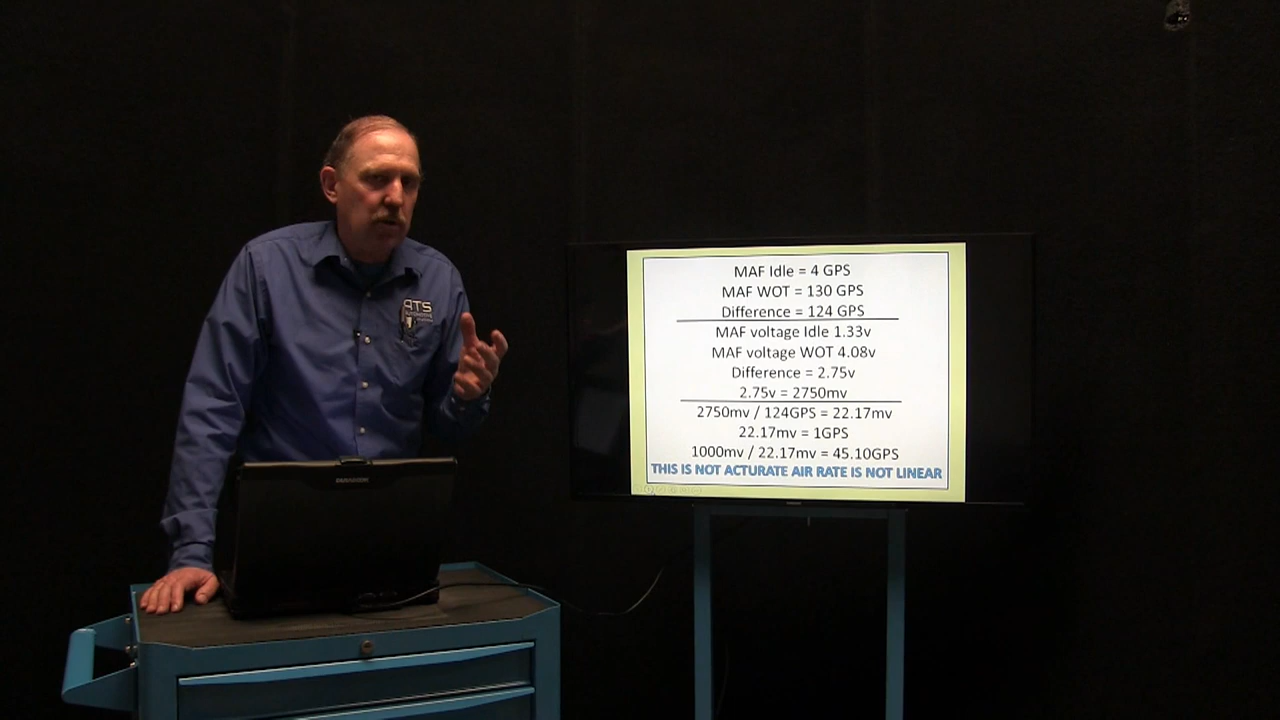 ATS
AUTOMOTIVE
MAF Idle = 4 GPS
MAF WOT = 130 GPS
Difference = 124 GPS
MAF voltage Idle 1.33v
MAF voltage WOT 4.08v
Difference = 2.75v
2.75v = 2750mv
2750mv / 124GPS = 22.17mv
22.17mv = 1GPS
1000mv / 22.17mv = 45.10GPS
THIS IS NOT ACTURATE AIR RATE IS NOT LINEAR